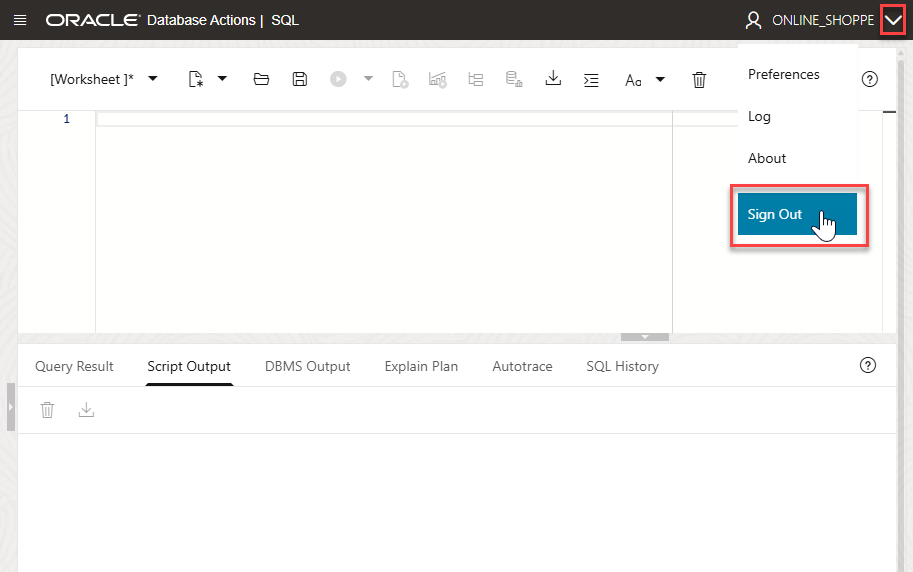 ORACLE Database Actions | SQL
ONLINE_SHOPPE
[Worksheet ]*
Aa
Preferences
Log
About
Sign Out
1
Query Result
Script Output
DBMS Output
Explain Plan
Autotrace
SQL History